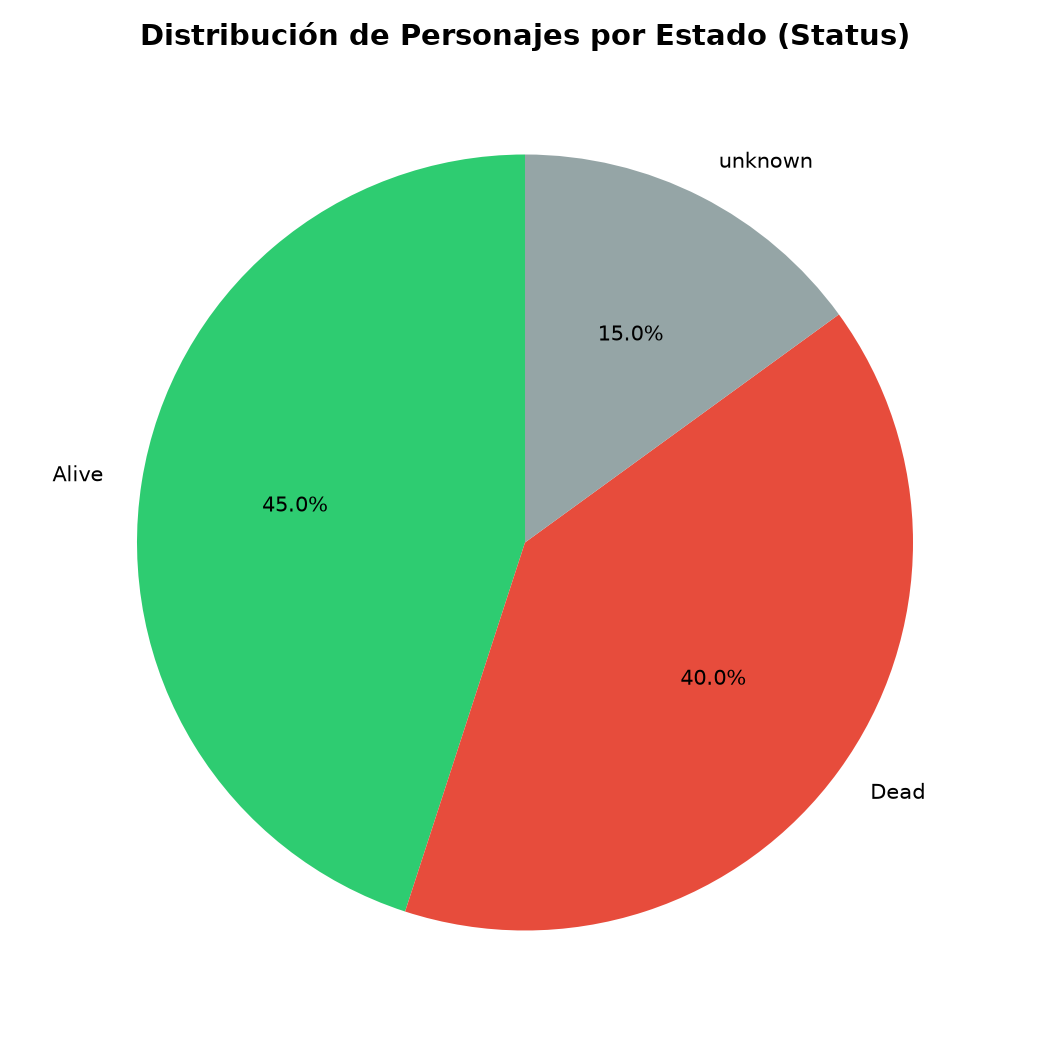 Distribución de Personajes por Estado (Status)
unknown
15.0%
Alive
45.0%
40.0%
Dead